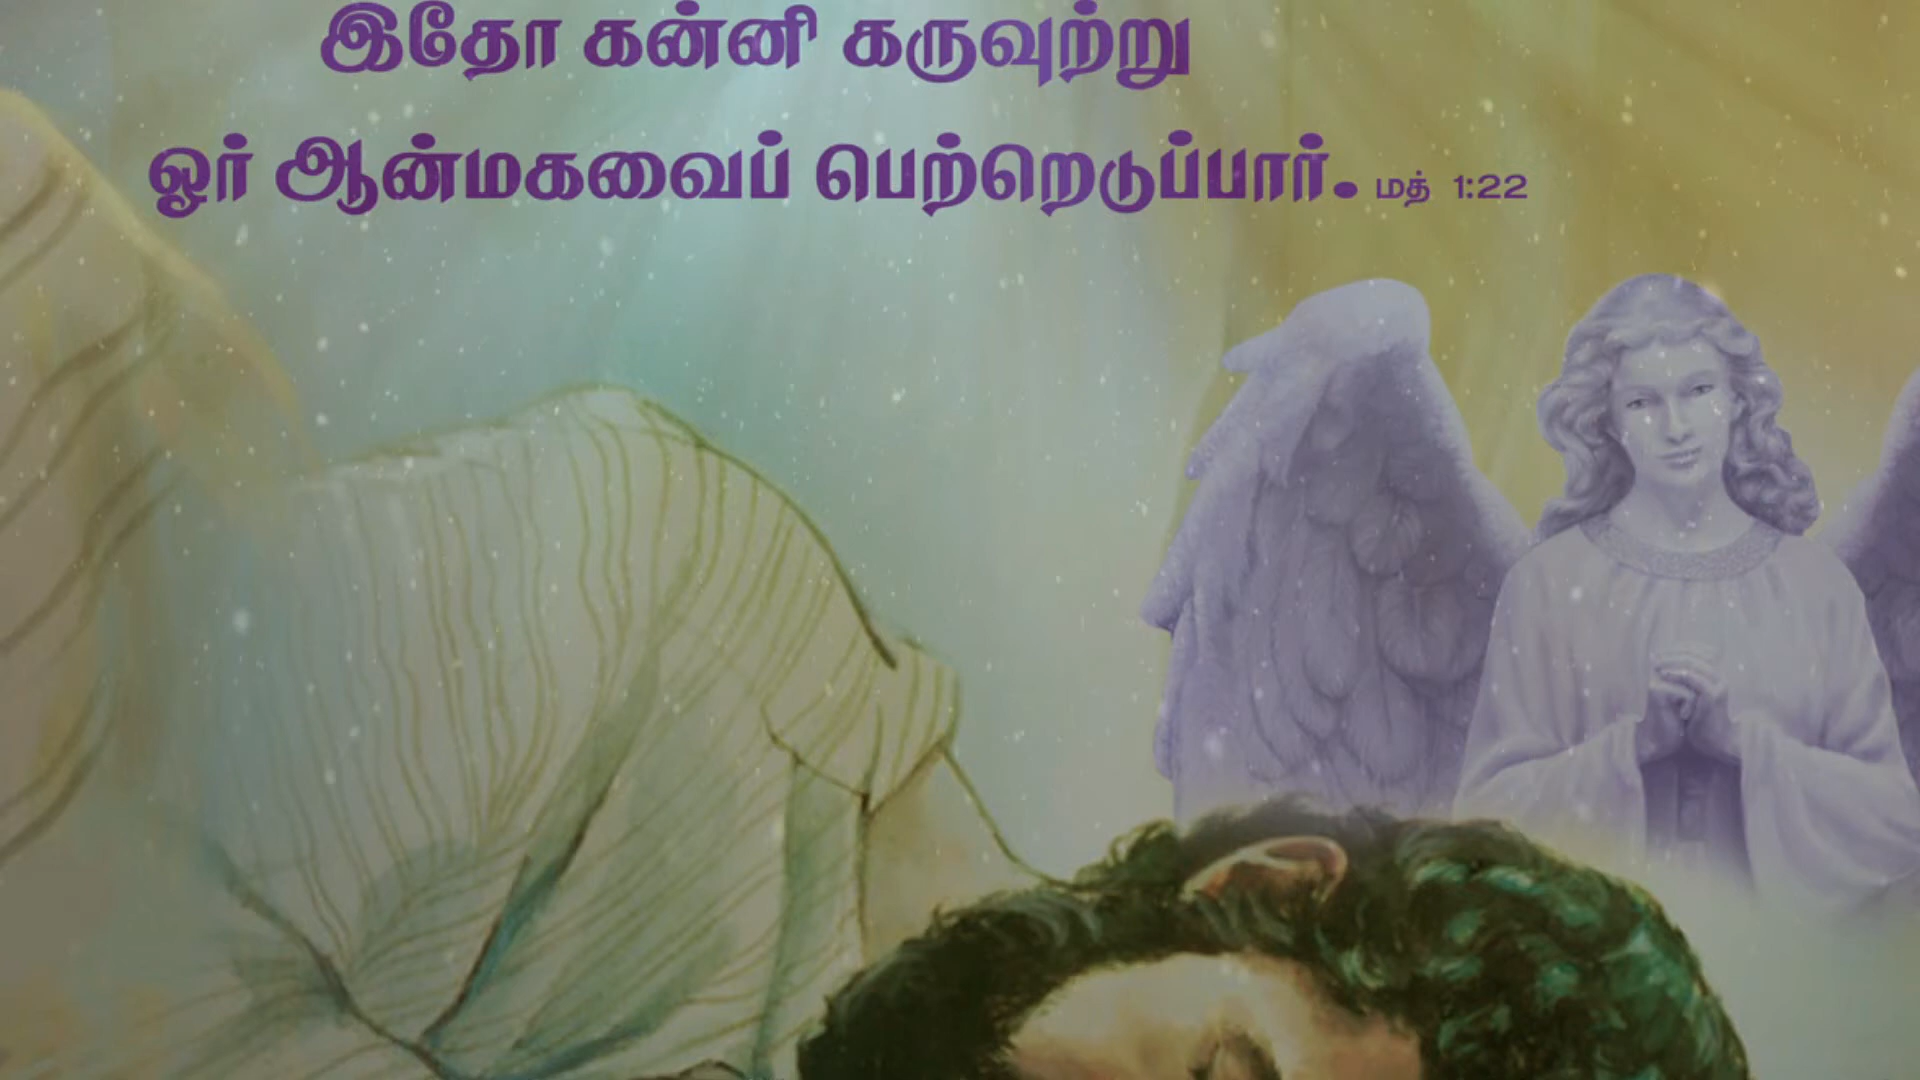 இதோ கன்னி கருவுற்று
ஓர் ஆண்மகவைப் பெற்றெடுப்பார். மத் 1:22